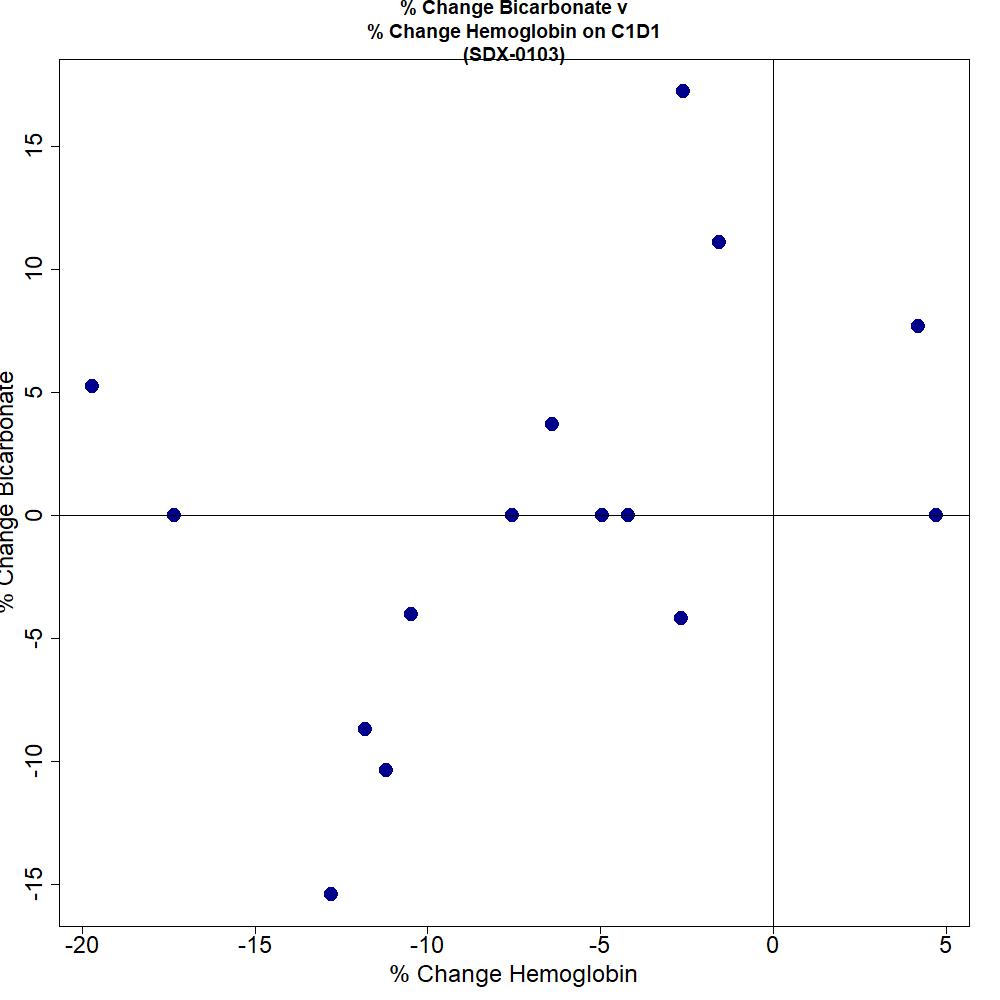 % Change Bicarbonate v
% Change Hemoglobin on C1D1
(SDX-0103)
% Change Bicarbonate
15
10
5
0
-5
-10
-15
-20
-15
-10
-5
0
5
% Change Hemoglobin